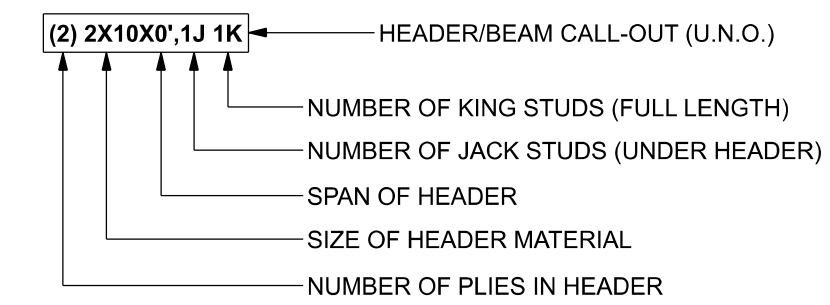 (2) 2X10X0',1J 1K
HEADER/BEAM CALL-OUT (U.N.O.)
NUMBER OF KING STUDS (FULL LENGTH)
NUMBER OF JACK STUDS (UNDER HEADER)
SPAN OF HEADER
SIZE OF HEADER MATERIAL
NUMBER OF PLIES IN HEADER